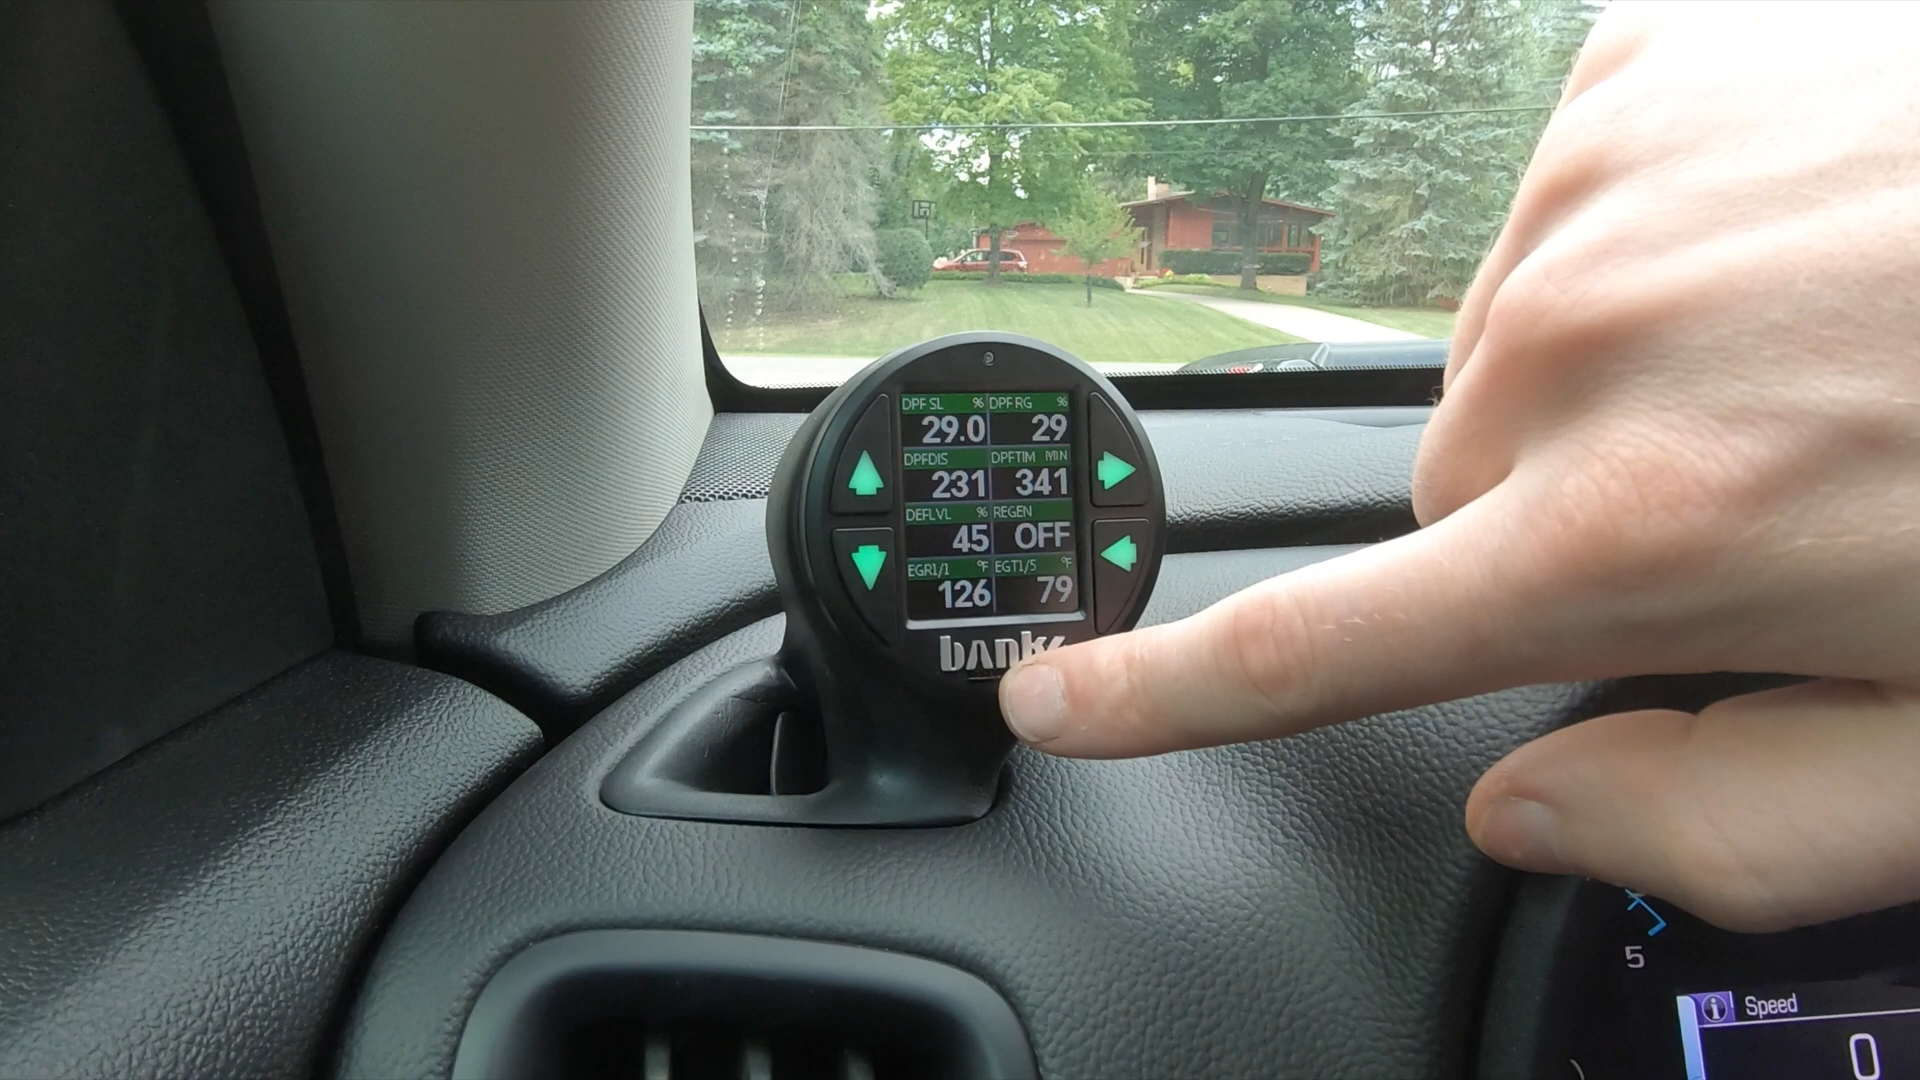 DPF SL % DPF RG %
29.0 29
DPFDIS DPFTIM MIN
231 341
DEFLVL % REGEN
45 OFF
EGR1/1 °F EGT1/5 °F
126 79
banks
5
Speed
0